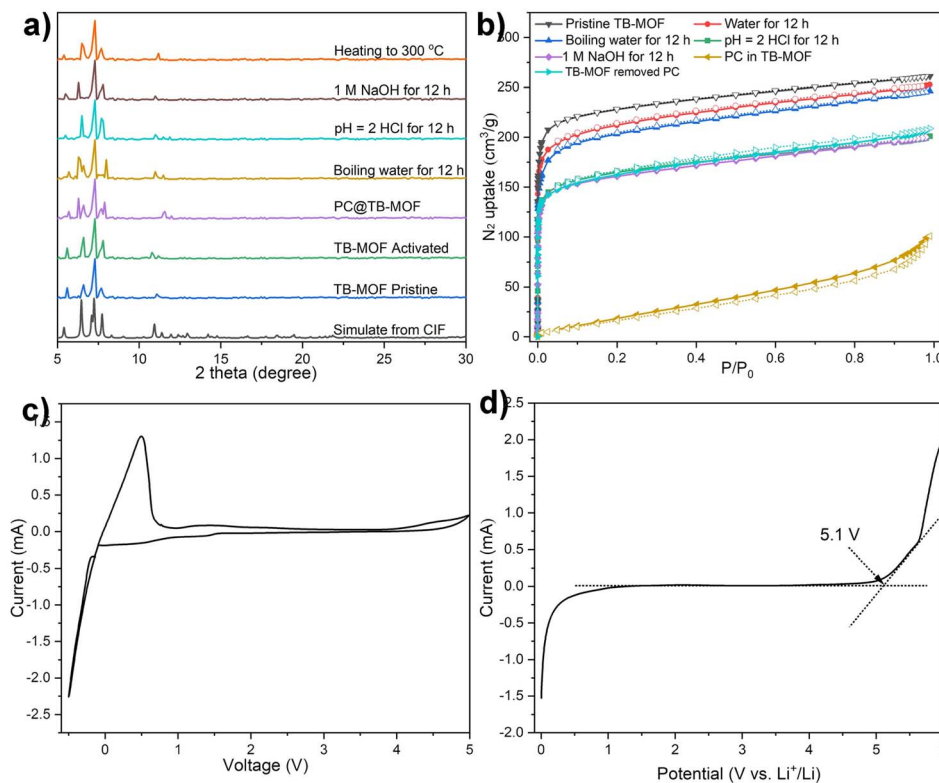 a)
Heating to 300 °C
1 M NaOH for 12 h
pH = 2 HCl for 12 h
Boiling water for 12 h
PC@TB-MOF
TB-MOF Activated
TB-MOF Pristine
Simulate from CIF
5 10 15 20 25 30
2 theta (degree)
b)
Pristine TB-MOF Water for 12 h
Boiling water for 12 h pH = 2 HCl for 12 h
1 M NaOH for 12 h PC in TB-MOF
TB-MOF removed PC
300
250
200
150
100
50
0
N₂ uptake (cm³/g)
0.0 0.2 0.4 0.6 0.8 1.0
P/P₀
c)
1.5
1.0
0.5
0.0
-0.5
-1.0
-1.5
-2.0
-2.5
Current (mA)
0 1 2 3 4 5
Voltage (V)
d)
2.5
2.0
1.5
1.0
0.5
0.0
-0.5
-1.0
-1.5
-2.0
Current (mA)
5.1 V
0 1 2 3 4 5
Potential (V vs. Li⁺/Li)